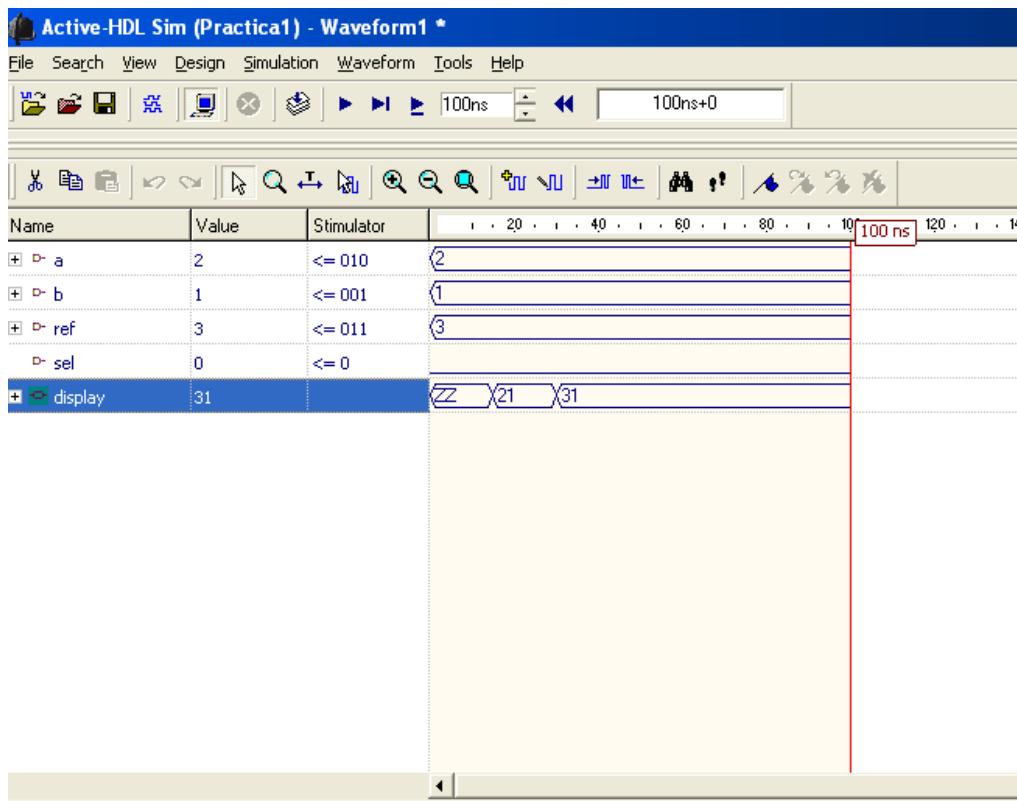 Active-HDL Sim (Practica1) - Waveform1 *
File Search View Design Simulation Waveform Tools Help
100ns 100ns+0
Name Value Stimulator 20 40 60 80 100 ns 120
a 2 <= 010 2
b 1 <= 001 1
ref 3 <= 011 3
sel 0 <= 0
display 31 ZZ 21 31